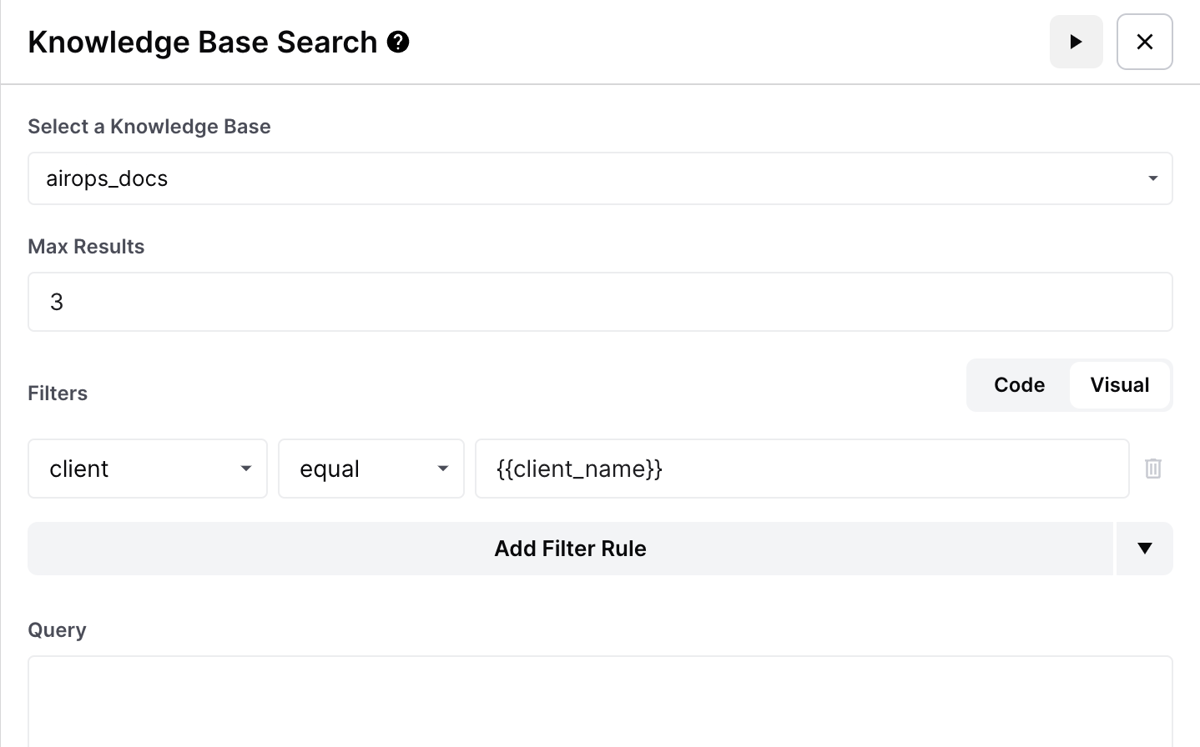 Knowledge Base Search ?
Select a Knowledge Base
airops_docs
Max Results
3
Filters
Code Visual
client equal {{client_name}}
Add Filter Rule
Query